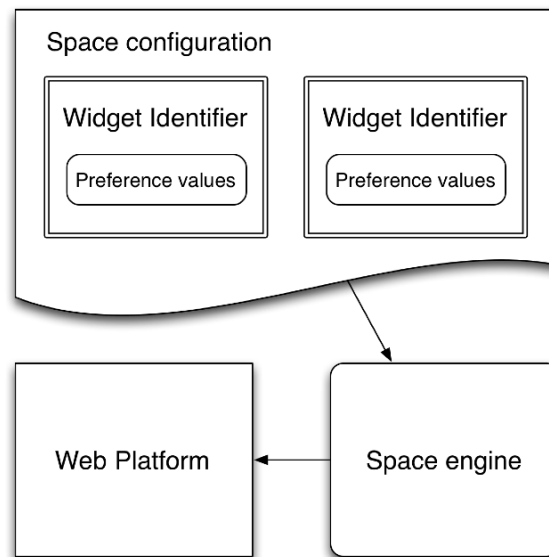 Space configuration
Widget Identifier
Preference values
Widget Identifier
Preference values
Web Platform
Space engine